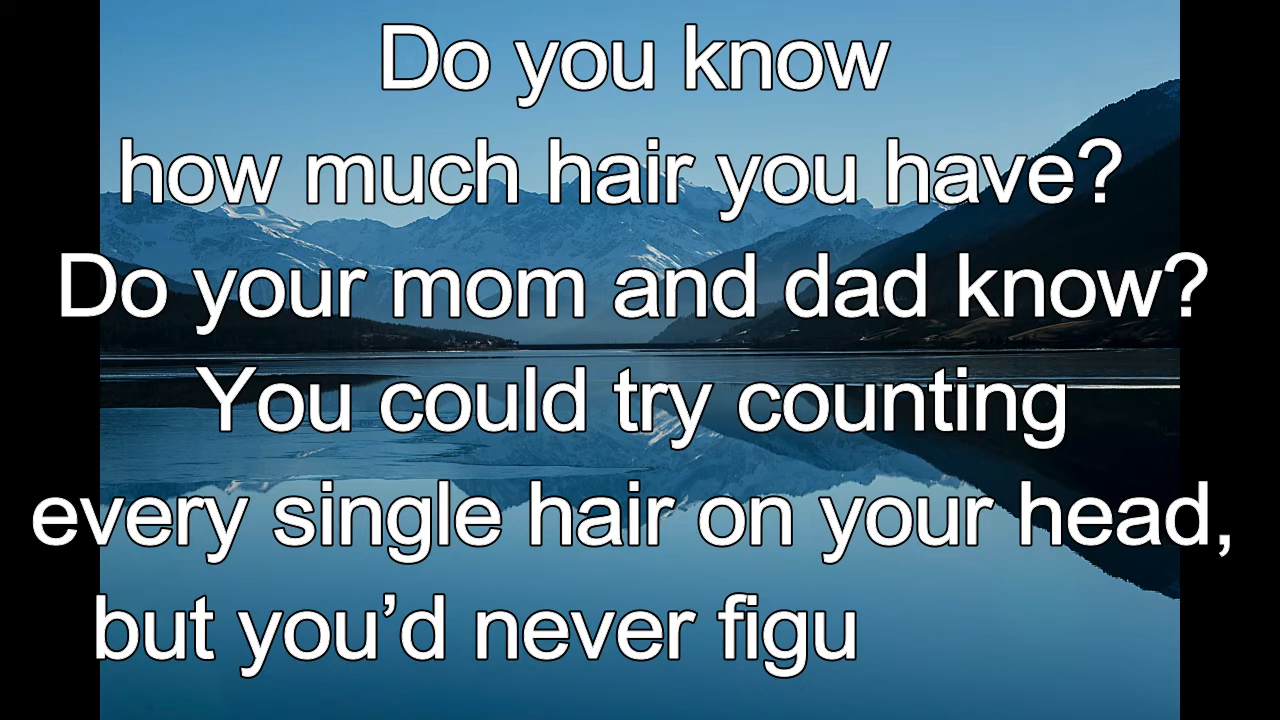 Do you know
how much hair you have?
Do your mom and dad know?
You could try counting
every single hair on your head,
but you’d never figu